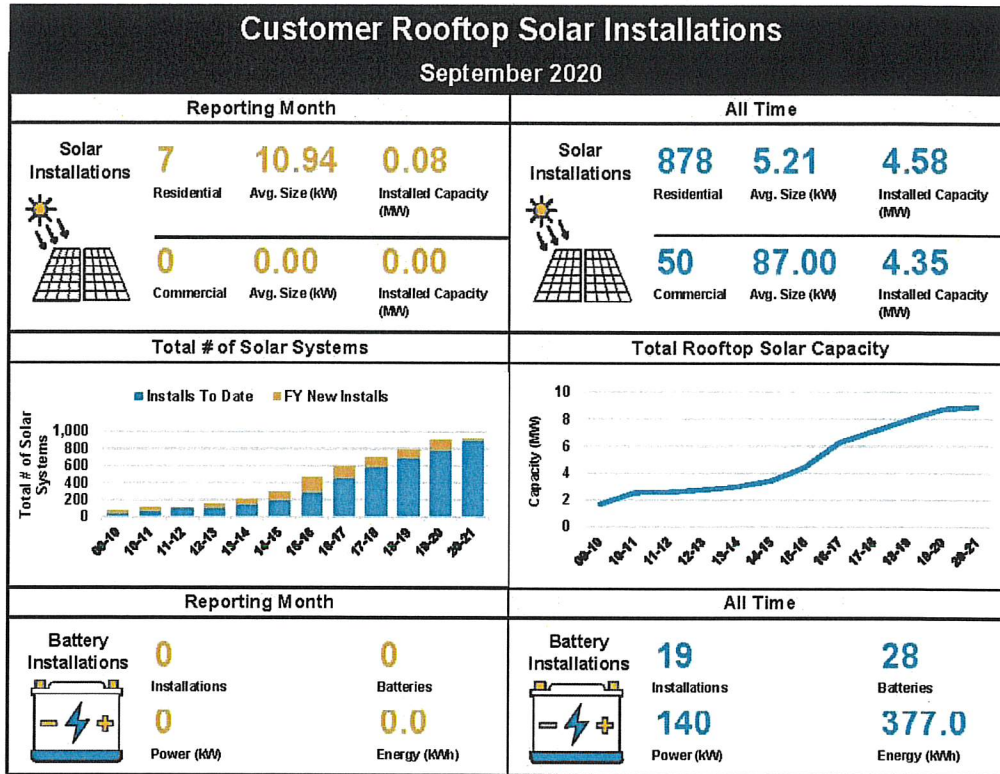 Customer Rooftop Solar Installations
September 2020
Reporting Month
Solar Installations
7
10.94
0.08
Residential
Avg. Size (kW)
Installed Capacity (MW)
0
0.00
0.00
Commercial
Avg. Size (kW)
Installed Capacity (MW)
All Time
Solar Installations
878
5.21
4.58
Residential
Avg. Size (kW)
Installed Capacity (MW)
50
87.00
4.35
Commercial
Avg. Size (kW)
Installed Capacity (MW)
Total # of Solar Systems
Installs To Date
FY New Installs
Total # of Solar Systems
1,000
800
600
400
200
0
09-10
10-11
11-12
12-13
13-14
14-15
15-16
16-17
17-18
18-19
19-20
20-21
Total Rooftop Solar Capacity
Capacity (MW)
10
8
6
4
2
0
09-10
10-11
11-12
12-13
13-14
14-15
15-16
16-17
17-18
18-19
19-20
20-21
Reporting Month
Battery Installations
0
0
Installations
Batteries
0
0.0
Power (kW)
Energy (kWh)
All Time
Battery Installations
19
28
Installations
Batteries
140
377.0
Power (kW)
Energy (kWh)